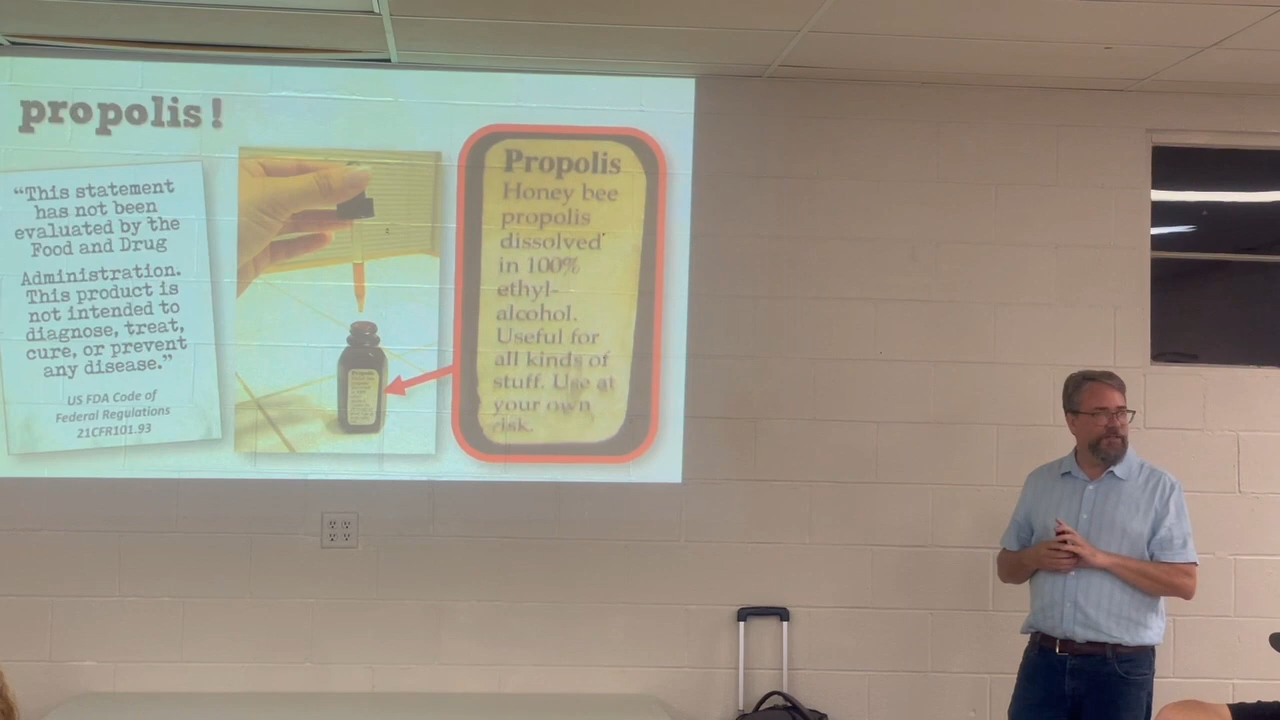 propolis!
“This statement
has not been
evaluated by the
Food and Drug
Administration.
This product is
not intended to
diagnose, treat,
cure, or prevent
any disease.”
US FDA Code of
Federal Regulations
21CFR101.93
Propolis
Propolis
Honey bee
propolis
dissolved
in 100%
ethyl-
alcohol.
Useful for
all kinds of
stuff. Use at
your own
risk.